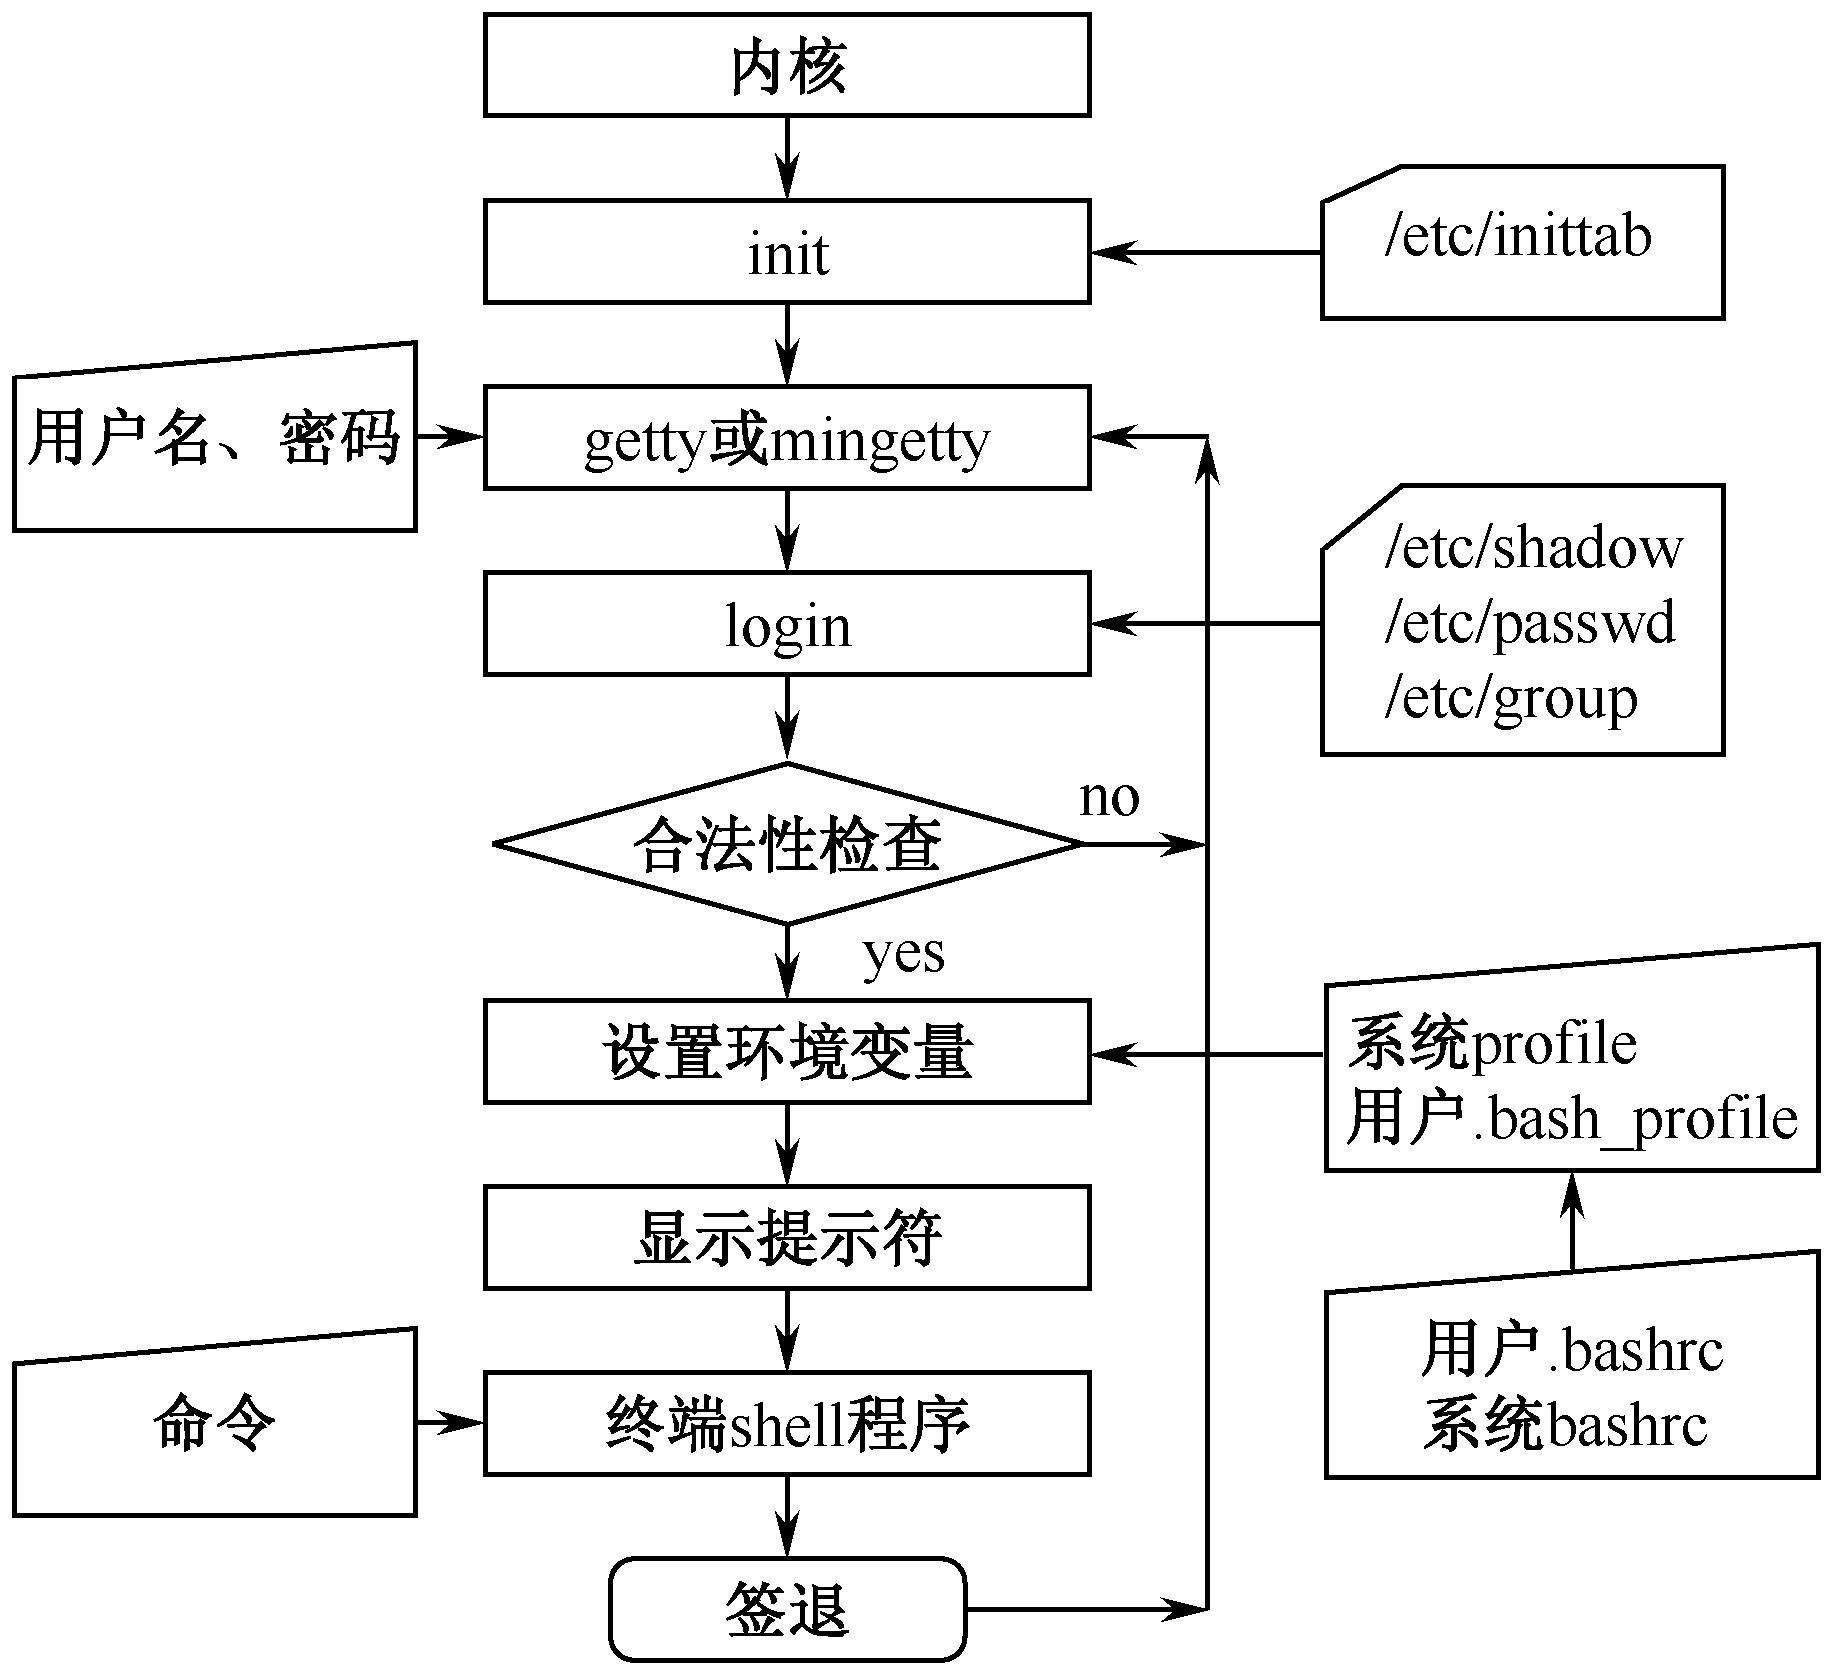 内核
init
/etc/inittab
用户名、密码
getty或mingetty
login
/etc/shadow
/etc/passwd
/etc/group
合法性检查
no
yes
设置环境变量
系统profile
用户.bash_profile
显示提示符
用户.bashrc
系统bashrc
命令
终端shell程序
签退